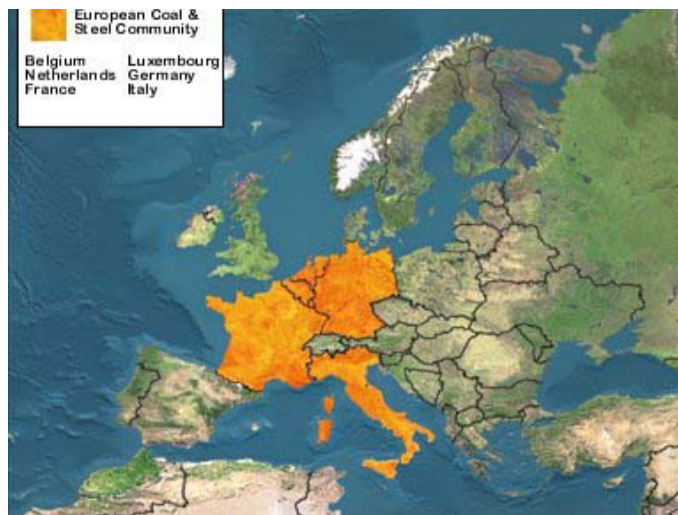 European Coal &
Steel Community
Belgium Luxembourg
Netherlands Germany
France Italy